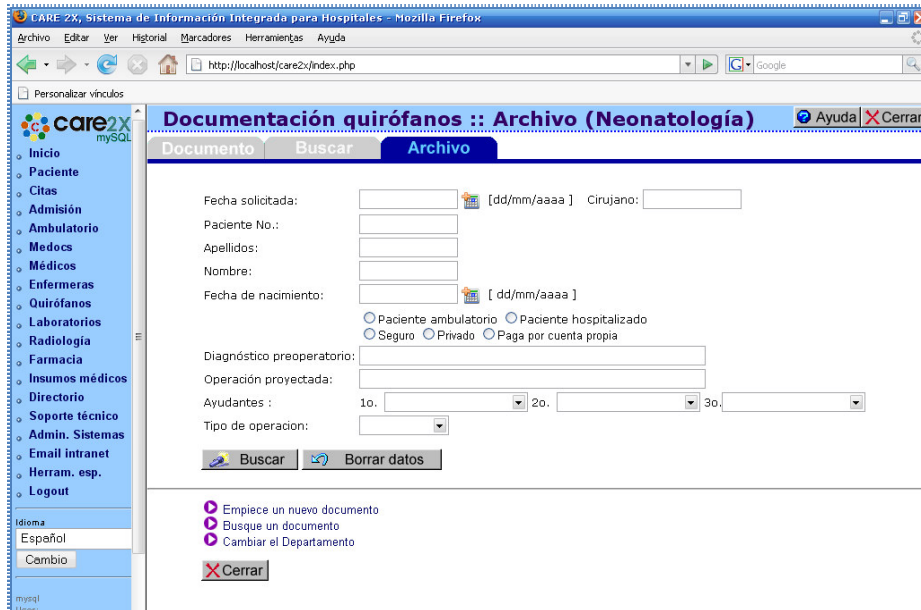 CARE 2X, Sistema de Información Integrada para Hospitales - Mozilla Firefox
Archivo Editar Ver Historial Marcadores Herramientas Ayuda
http://localhost/care2x/index.php
G Google
Personalizar vínculos
care2X
mySQL
Inicio
Paciente
Citas
Admisión
Ambulatorio
Medocs
Médicos
Enfermeras
Quirófanos
Laboratorios
Radiología
Farmacia
Insumos médicos
Directorio
Soporte técnico
Admin. Sistemas
Email intranet
Herram. esp.
Logout
Idioma
Español
Cambio
mysql
Documentación quirófanos :: Archivo (Neonatología)
Ayuda Cerrar
Documento Buscar Archivo
Fecha solicitada: [dd/mm/aaaa ] Cirujano:
Paciente No.:
Apellidos:
Nombre:
Fecha de nacimiento: [ dd/mm/aaaa ]
Paciente ambulatorio Paciente hospitalizado
Seguro Privado Paga por cuenta propia
Diagnóstico preoperatorio:
Operación proyectada:
Ayudantes : 1o. 2o. 3o.
Tipo de operacion:
Buscar Borrar datos
Empiece un nuevo documento
Busque un documento
Cambiar el Departamento
Cerrar